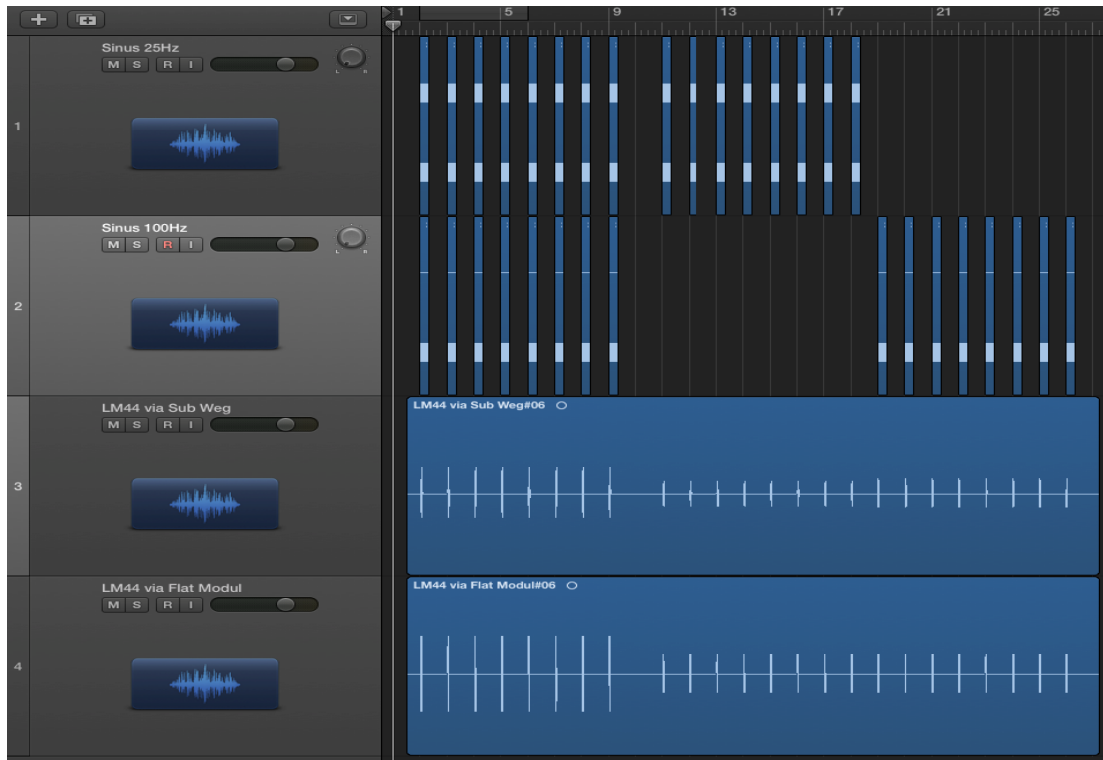 1 5 9 13 17 21 25
Sinus 25Hz
M S R I
L R
1
Sinus 100Hz
M S R I
L R
2
LM44 via Sub Weg
M S R I
3
LM44 via Sub Weg#06
LM44 via Flat Modul
M S R I
4
LM44 via Flat Modul#06